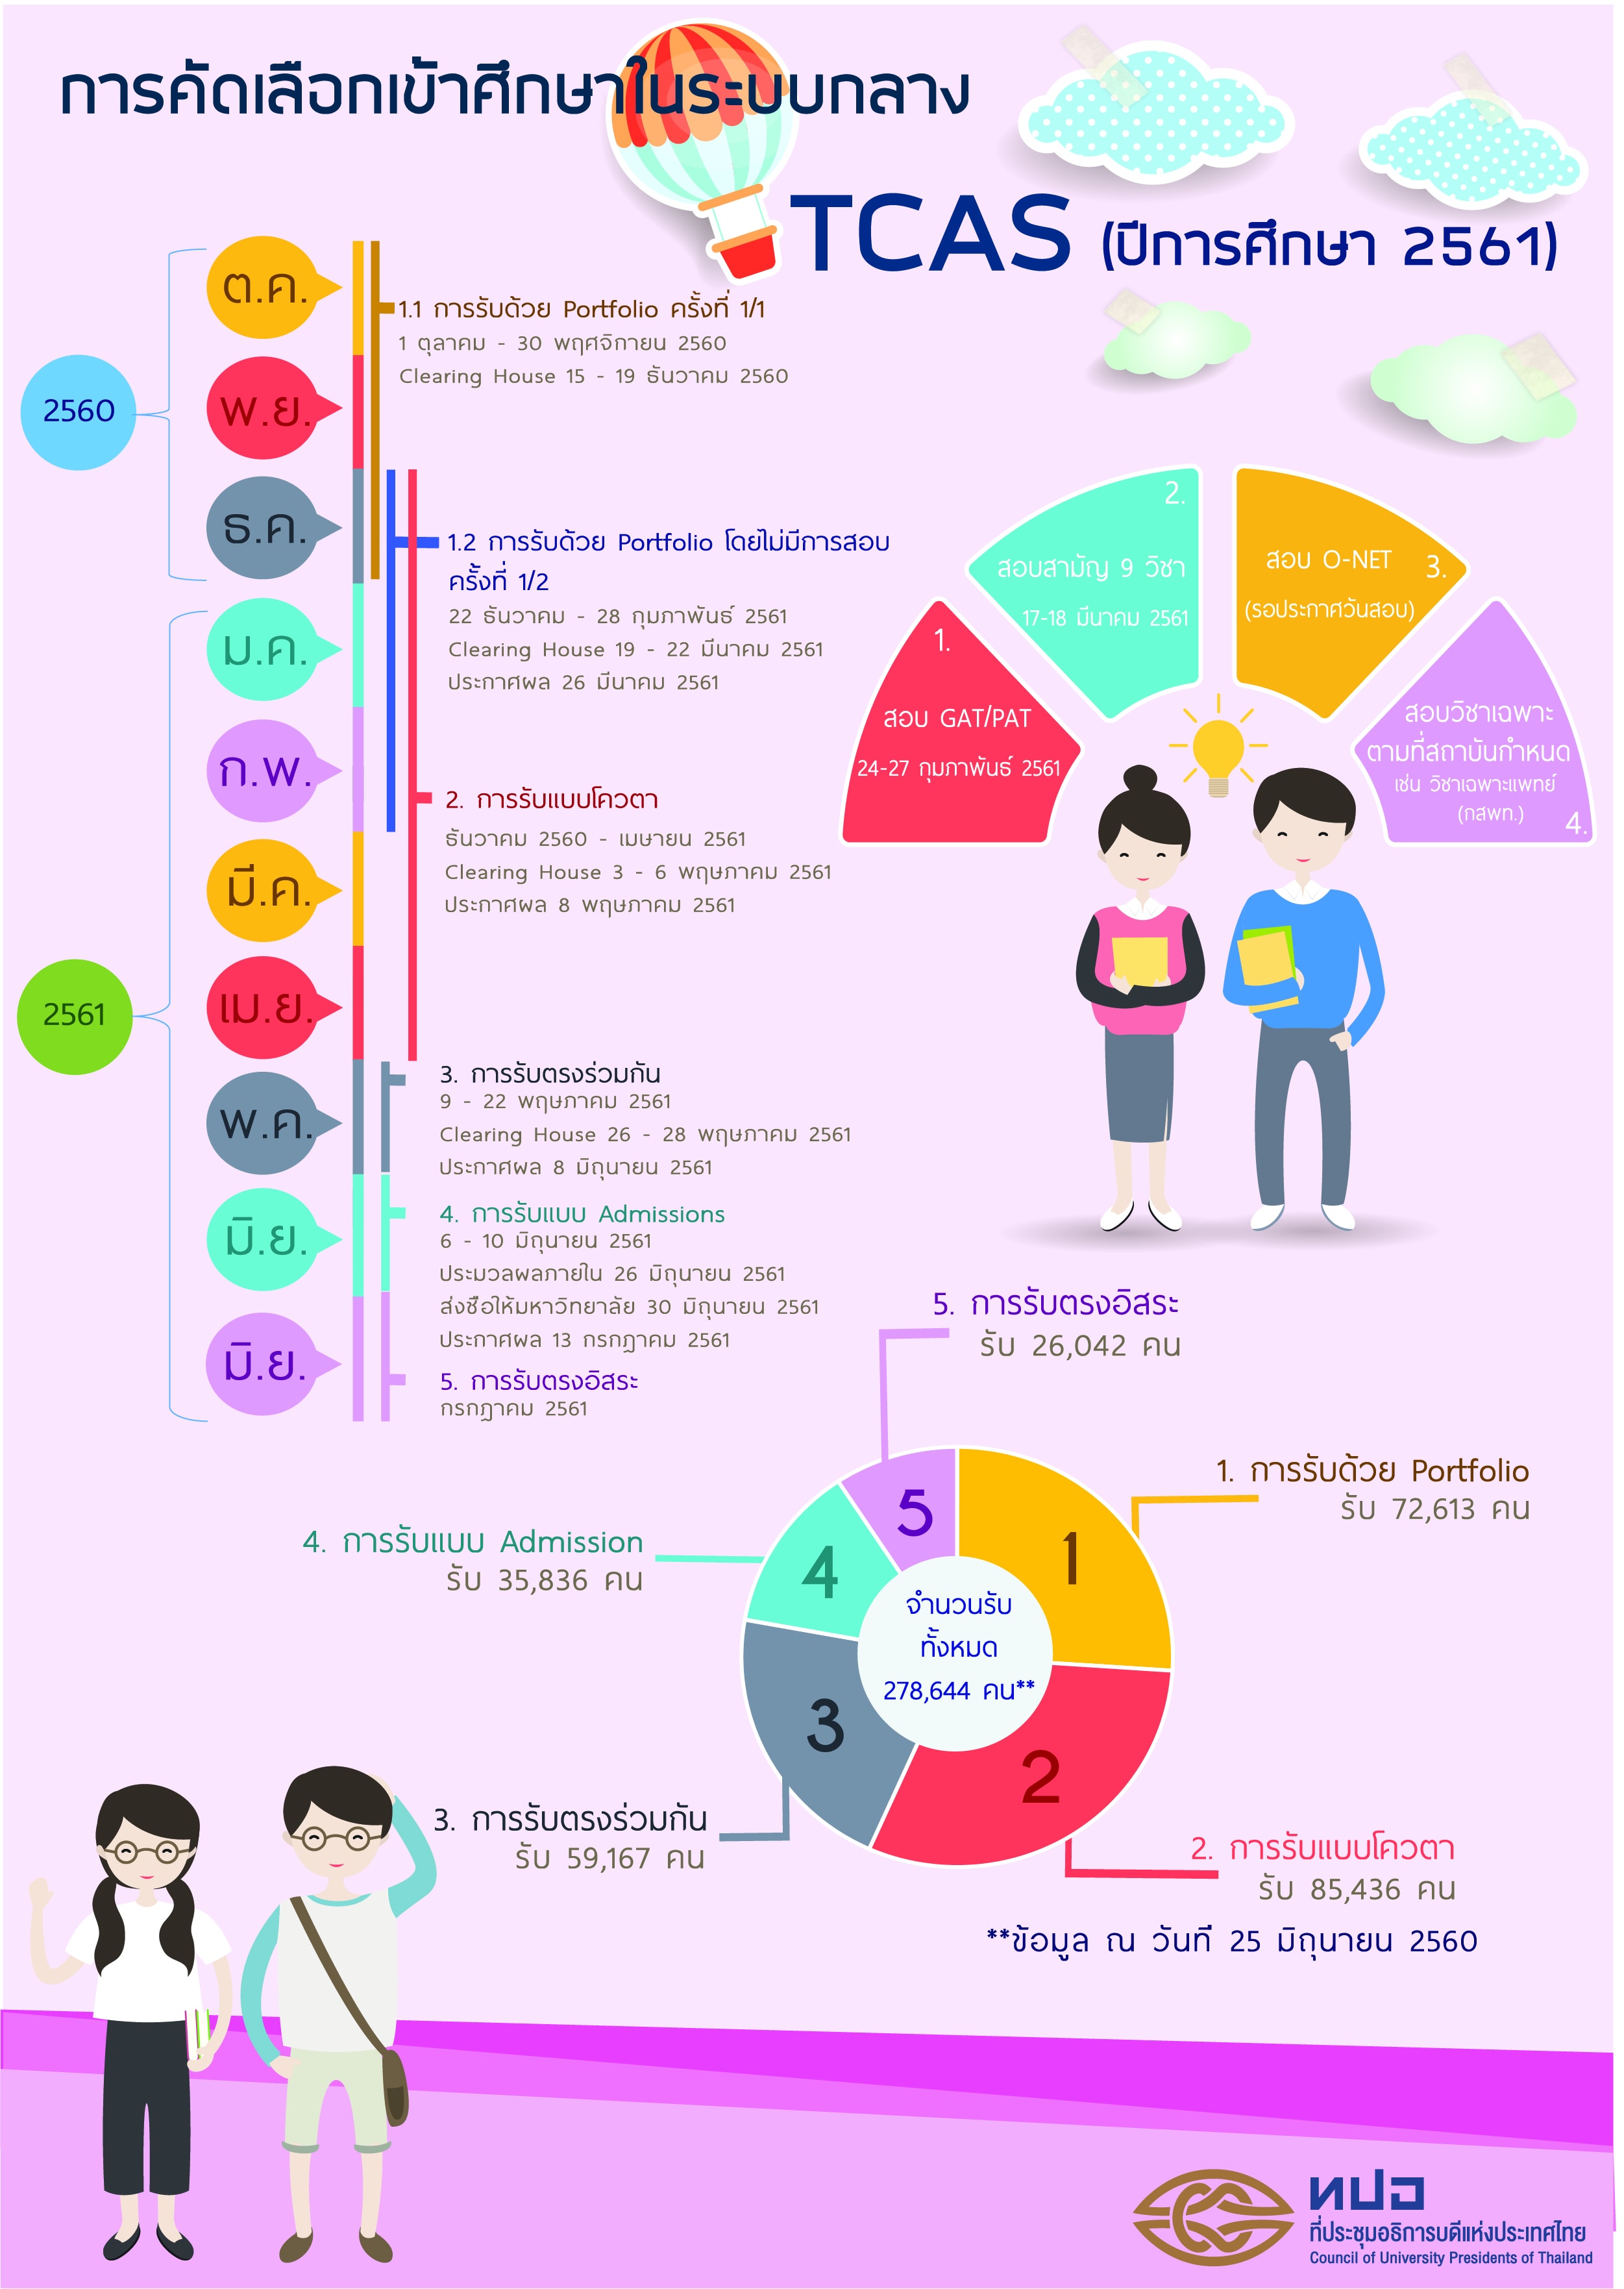 การคัดเลือกเข้าศึกษาในระบบกลาง
TCAS (ปีการศึกษา 2561)
2560
ต.ค.
พ.ย.
ธ.ค.
2561
ม.ค.
ก.พ.
มี.ค.
เม.ย.
พ.ค.
มิ.ย.
มิ.ย.
1.1 การรับด้วย Portfolio ครั้งที่ 1/1
1 ตุลาคม - 30 พฤศจิกายน 2560
Clearing House 15 - 19 ธันวาคม 2560
1.2 การรับด้วย Portfolio โดยไม่มีการสอบ
ครั้งที่ 1/2
22 ธันวาคม - 28 กุมภาพันธ์ 2561
Clearing House 19 - 22 มีนาคม 2561
ประกาศผล 26 มีนาคม 2561
2. การรับแบบโควตา
ธันวาคม 2560 - เมษายน 2561
Clearing House 3 - 6 พฤษภาคม 2561
ประกาศผล 8 พฤษภาคม 2561
3. การรับตรงร่วมกัน
9 - 22 พฤษภาคม 2561
Clearing House 26 - 28 พฤษภาคม 2561
ประกาศผล 8 มิถุนายน 2561
4. การรับแบบ Admissions
6 - 10 มิถุนายน 2561
ประมวลผลภายใน 26 มิถุนายน 2561
ส่งชื่อให้มหาวิทยาลัย 30 มิถุนายน 2561
ประกาศผล 13 กรกฎาคม 2561
5. การรับตรงอิสระ
กรกฎาคม 2561
1.
สอบ GAT/PAT
24-27 กุมภาพันธ์ 2561
2.
สอบสามัญ 9 วิชา
17-18 มีนาคม 2561
สอบ O-NET 3.
(รอประกาศวันสอบ)
สอบวิชาเฉพาะ
ตามที่สถาบันกำหนด
เช่น วิชาเฉพาะแพทย์
(กสพท.) 4.
5. การรับตรงอิสระ
รับ 26,042 คน
1. การรับด้วย Portfolio
รับ 72,613 คน
4. การรับแบบ Admission
รับ 35,836 คน
5
1
4
จำนวนรับ
ทั้งหมด
278,644 คน**
3
2
3. การรับตรงร่วมกัน
รับ 59,167 คน
2. การรับแบบโควตา
รับ 85,436 คน
**ข้อมูล ณ วันที่ 25 มิถุนายน 2560
ทปอ
ที่ประชุมอธิการบดีแห่งประเทศไทย
Council of University Presidents of Thailand